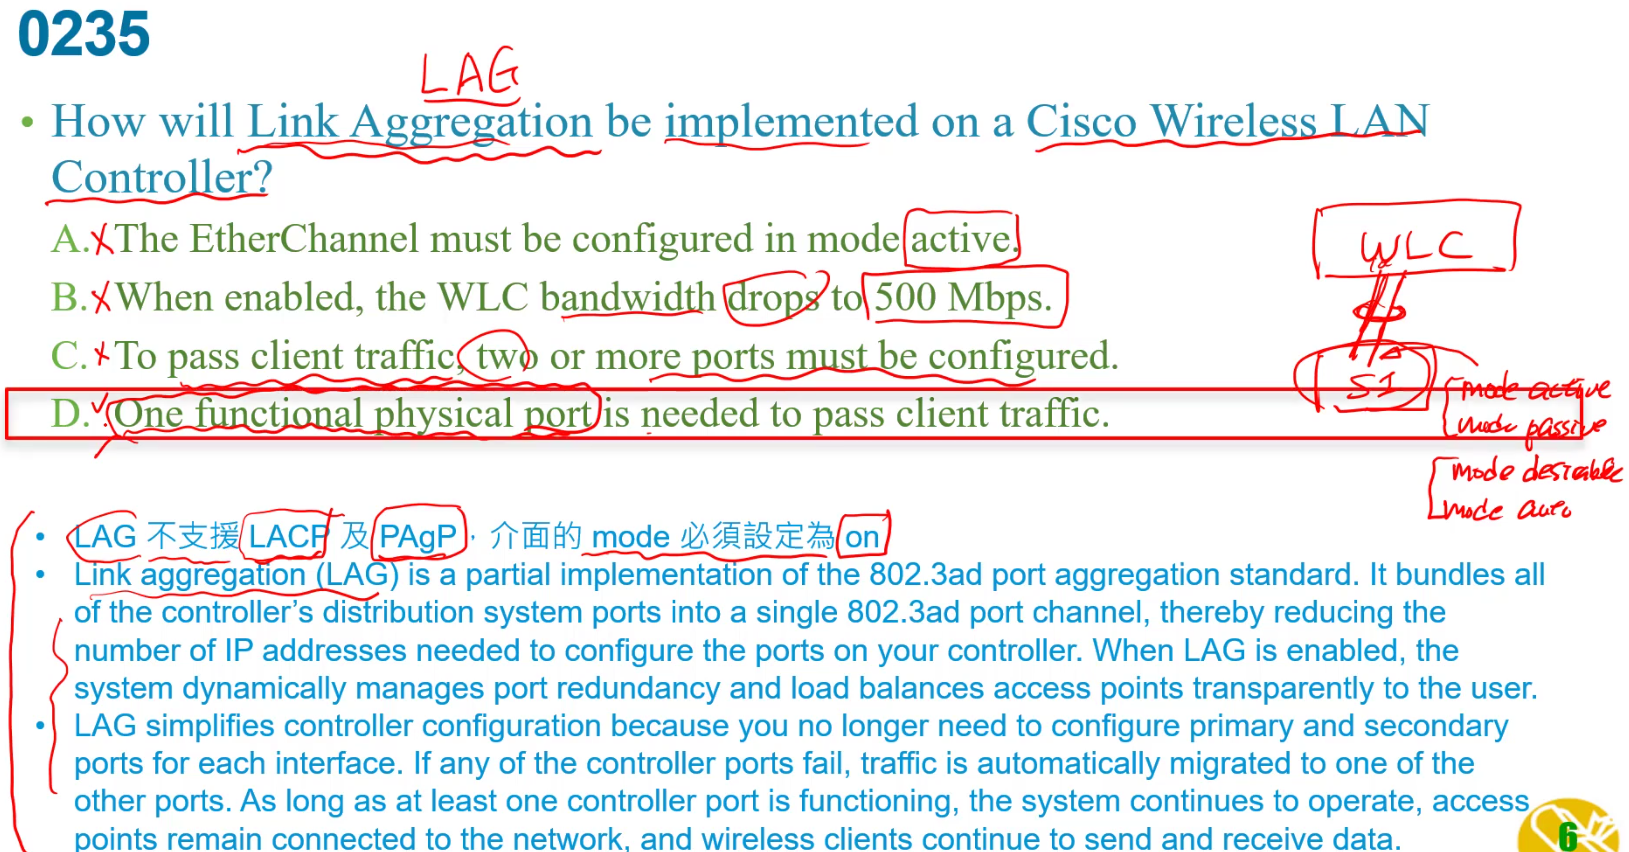 0235
LAG
• How will Link Aggregation be implemented on a Cisco Wireless LAN
Controller?
A. The EtherChannel must be configured in mode active.
B. When enabled, the WLC bandwidth drops to 500 Mbps.
C. To pass client traffic, two or more ports must be configured.
D. One functional physical port is needed to pass client traffic.
WLC
S1
mode active
mode passive
mode desirable
mode auto
• LAG 不支援 LACP 及 PAgP，介面的 mode 必須設定為 on
• Link aggregation (LAG) is a partial implementation of the 802.3ad port aggregation standard. It bundles all
of the controller’s distribution system ports into a single 802.3ad port channel, thereby reducing the
number of IP addresses needed to configure the ports on your controller. When LAG is enabled, the
system dynamically manages port redundancy and load balances access points transparently to the user.
• LAG simplifies controller configuration because you no longer need to configure primary and secondary
ports for each interface. If any of the controller ports fail, traffic is automatically migrated to one of the
other ports. As long as at least one controller port is functioning, the system continues to operate, access
points remain connected to the network, and wireless clients continue to send and receive data.
6